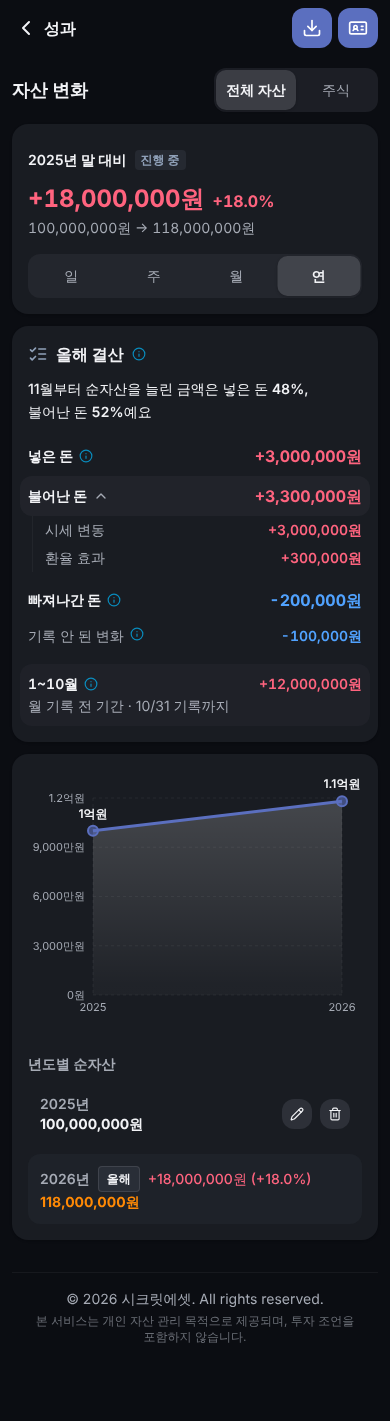 성과
자산 변화
전체 자산
주식
2025년 말 대비 진행 중
+18,000,000원 +18.0%
100,000,000원 → 118,000,000원
일
주
월
연
올해 결산
11월부터 순자산을 늘린 금액은 넣은 돈 48%,
불어난 돈 52%예요
넣은 돈 +3,000,000원
불어난 돈 +3,300,000원
시세 변동 +3,000,000원
환율 효과 +300,000원
빠져나간 돈 -200,000원
기록 안 된 변화 -100,000원
1~10월 +12,000,000원
월 기록 전 기간 · 10/31 기록까지
1.1억원
1.2억원
1억원
9,000만원
6,000만원
3,000만원
0원
2025 2026
년도별 순자산
2025년
100,000,000원
2026년 올해 +18,000,000원 (+18.0%)
118,000,000원
© 2026 시크릿에셋. All rights reserved.
본 서비스는 개인 자산 관리 목적으로 제공되며, 투자 조언을
포함하지 않습니다.